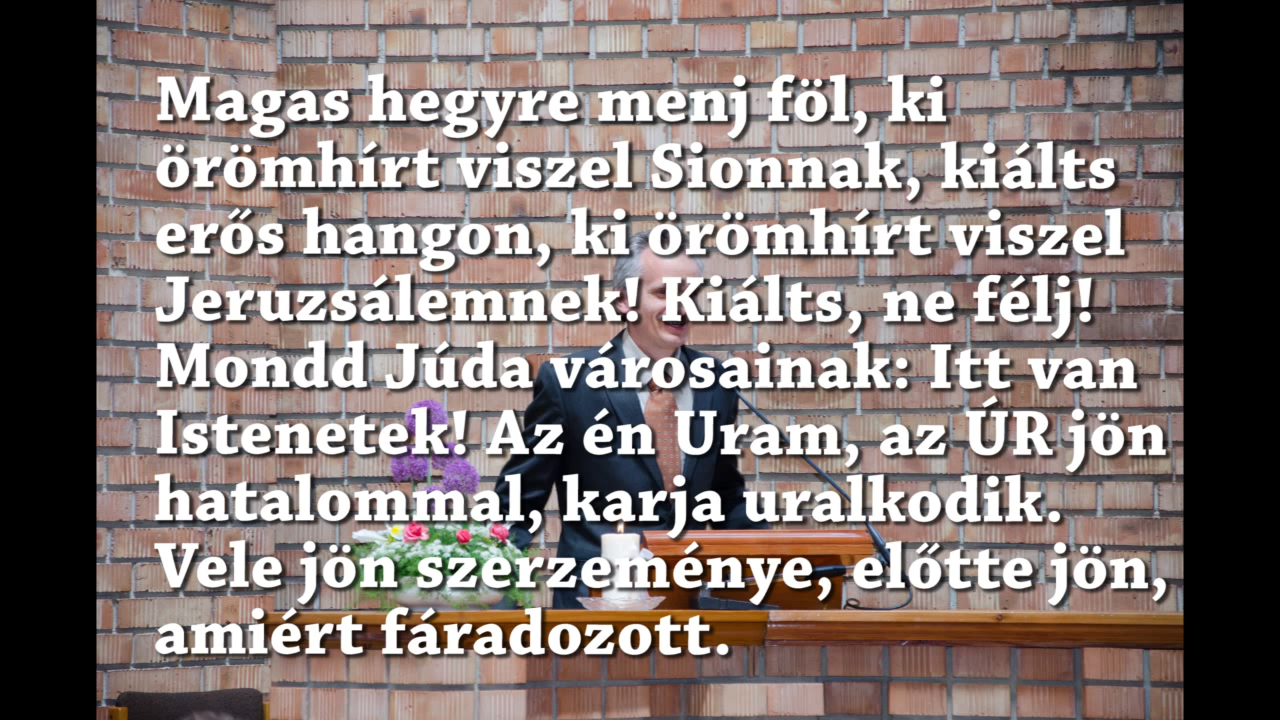 Magas hegyre menj föl, ki
örömhírt viszel Sionnak, kiálts
erős hangon, ki örömhírt viszel
Jeruzsálemnek! Kiálts, ne félj!
Mondd Júda városainak: Itt van
Istenetek! Az én Uram, az ÚR jön
hatalommal, karja uralkodik.
Vele jön szerzeménye, előtte jön,
amiért fáradozott.